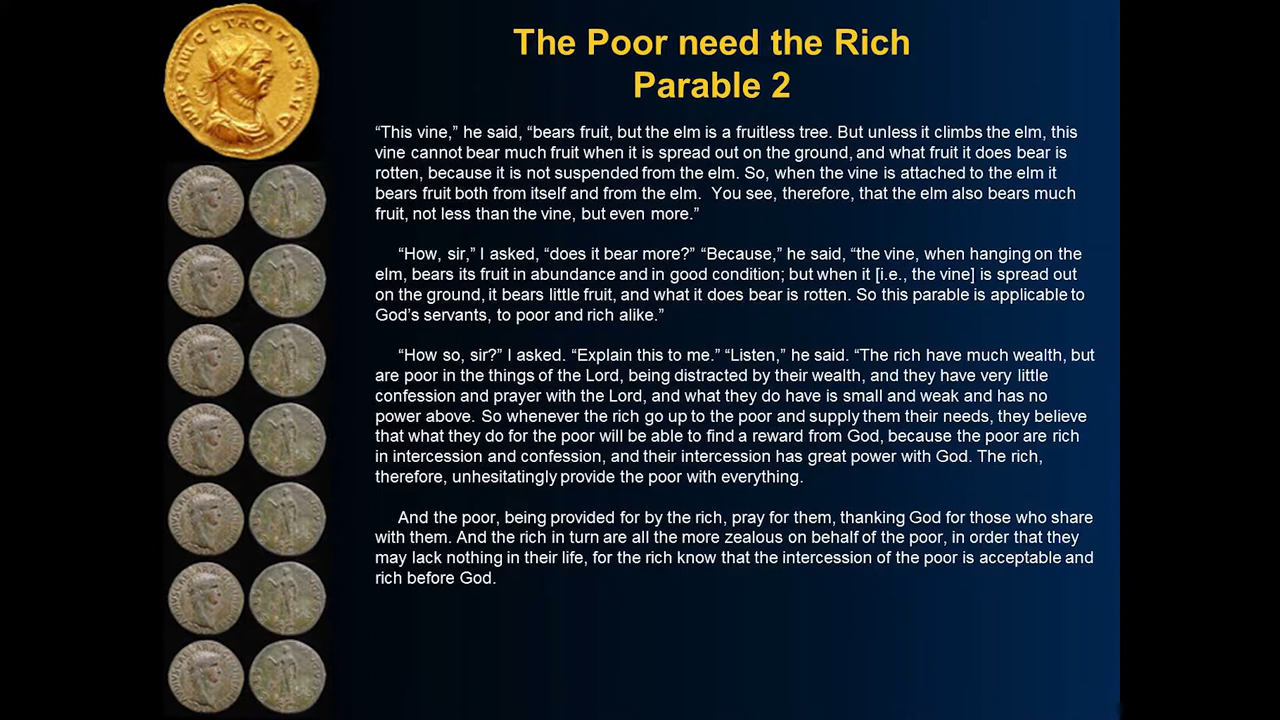 The Poor need the Rich
Parable 2
“This vine,” he said, “bears fruit, but the elm is a fruitless tree. But unless it climbs the elm, this
vine cannot bear much fruit when it is spread out on the ground, and what fruit it does bear is
rotten, because it is not suspended from the elm. So, when the vine is attached to the elm it
bears fruit both from itself and from the elm.  You see, therefore, that the elm also bears much
fruit, not less than the vine, but even more.”
“How, sir,” I asked, “does it bear more?” “Because,” he said, “the vine, when hanging on the
elm, bears its fruit in abundance and in good condition; but when it [i.e., the vine] is spread out
on the ground, it bears little fruit, and what it does bear is rotten. So this parable is applicable to
God’s servants, to poor and rich alike.”
“How so, sir?” I asked. “Explain this to me.” “Listen,” he said. “The rich have much wealth, but
are poor in the things of the Lord, being distracted by their wealth, and they have very little
confession and prayer with the Lord, and what they do have is small and weak and has no
power above. So whenever the rich go up to the poor and supply them their needs, they believe
that what they do for the poor will be able to find a reward from God, because the poor are rich
in intercession and confession, and their intercession has great power with God. The rich,
therefore, unhesitatingly provide the poor with everything.
And the poor, being provided for by the rich, pray for them, thanking God for those who share
with them. And the rich in turn are all the more zealous on behalf of the poor, in order that they
may lack nothing in their life, for the rich know that the intercession of the poor is acceptable and
rich before God.